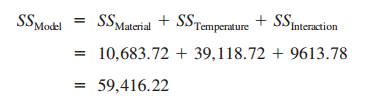 SS_Model = SS_Material + SS_Temperature + SS_Interaction
= 10,683.72 + 39,118.72 + 9613.78
= 59,416.22